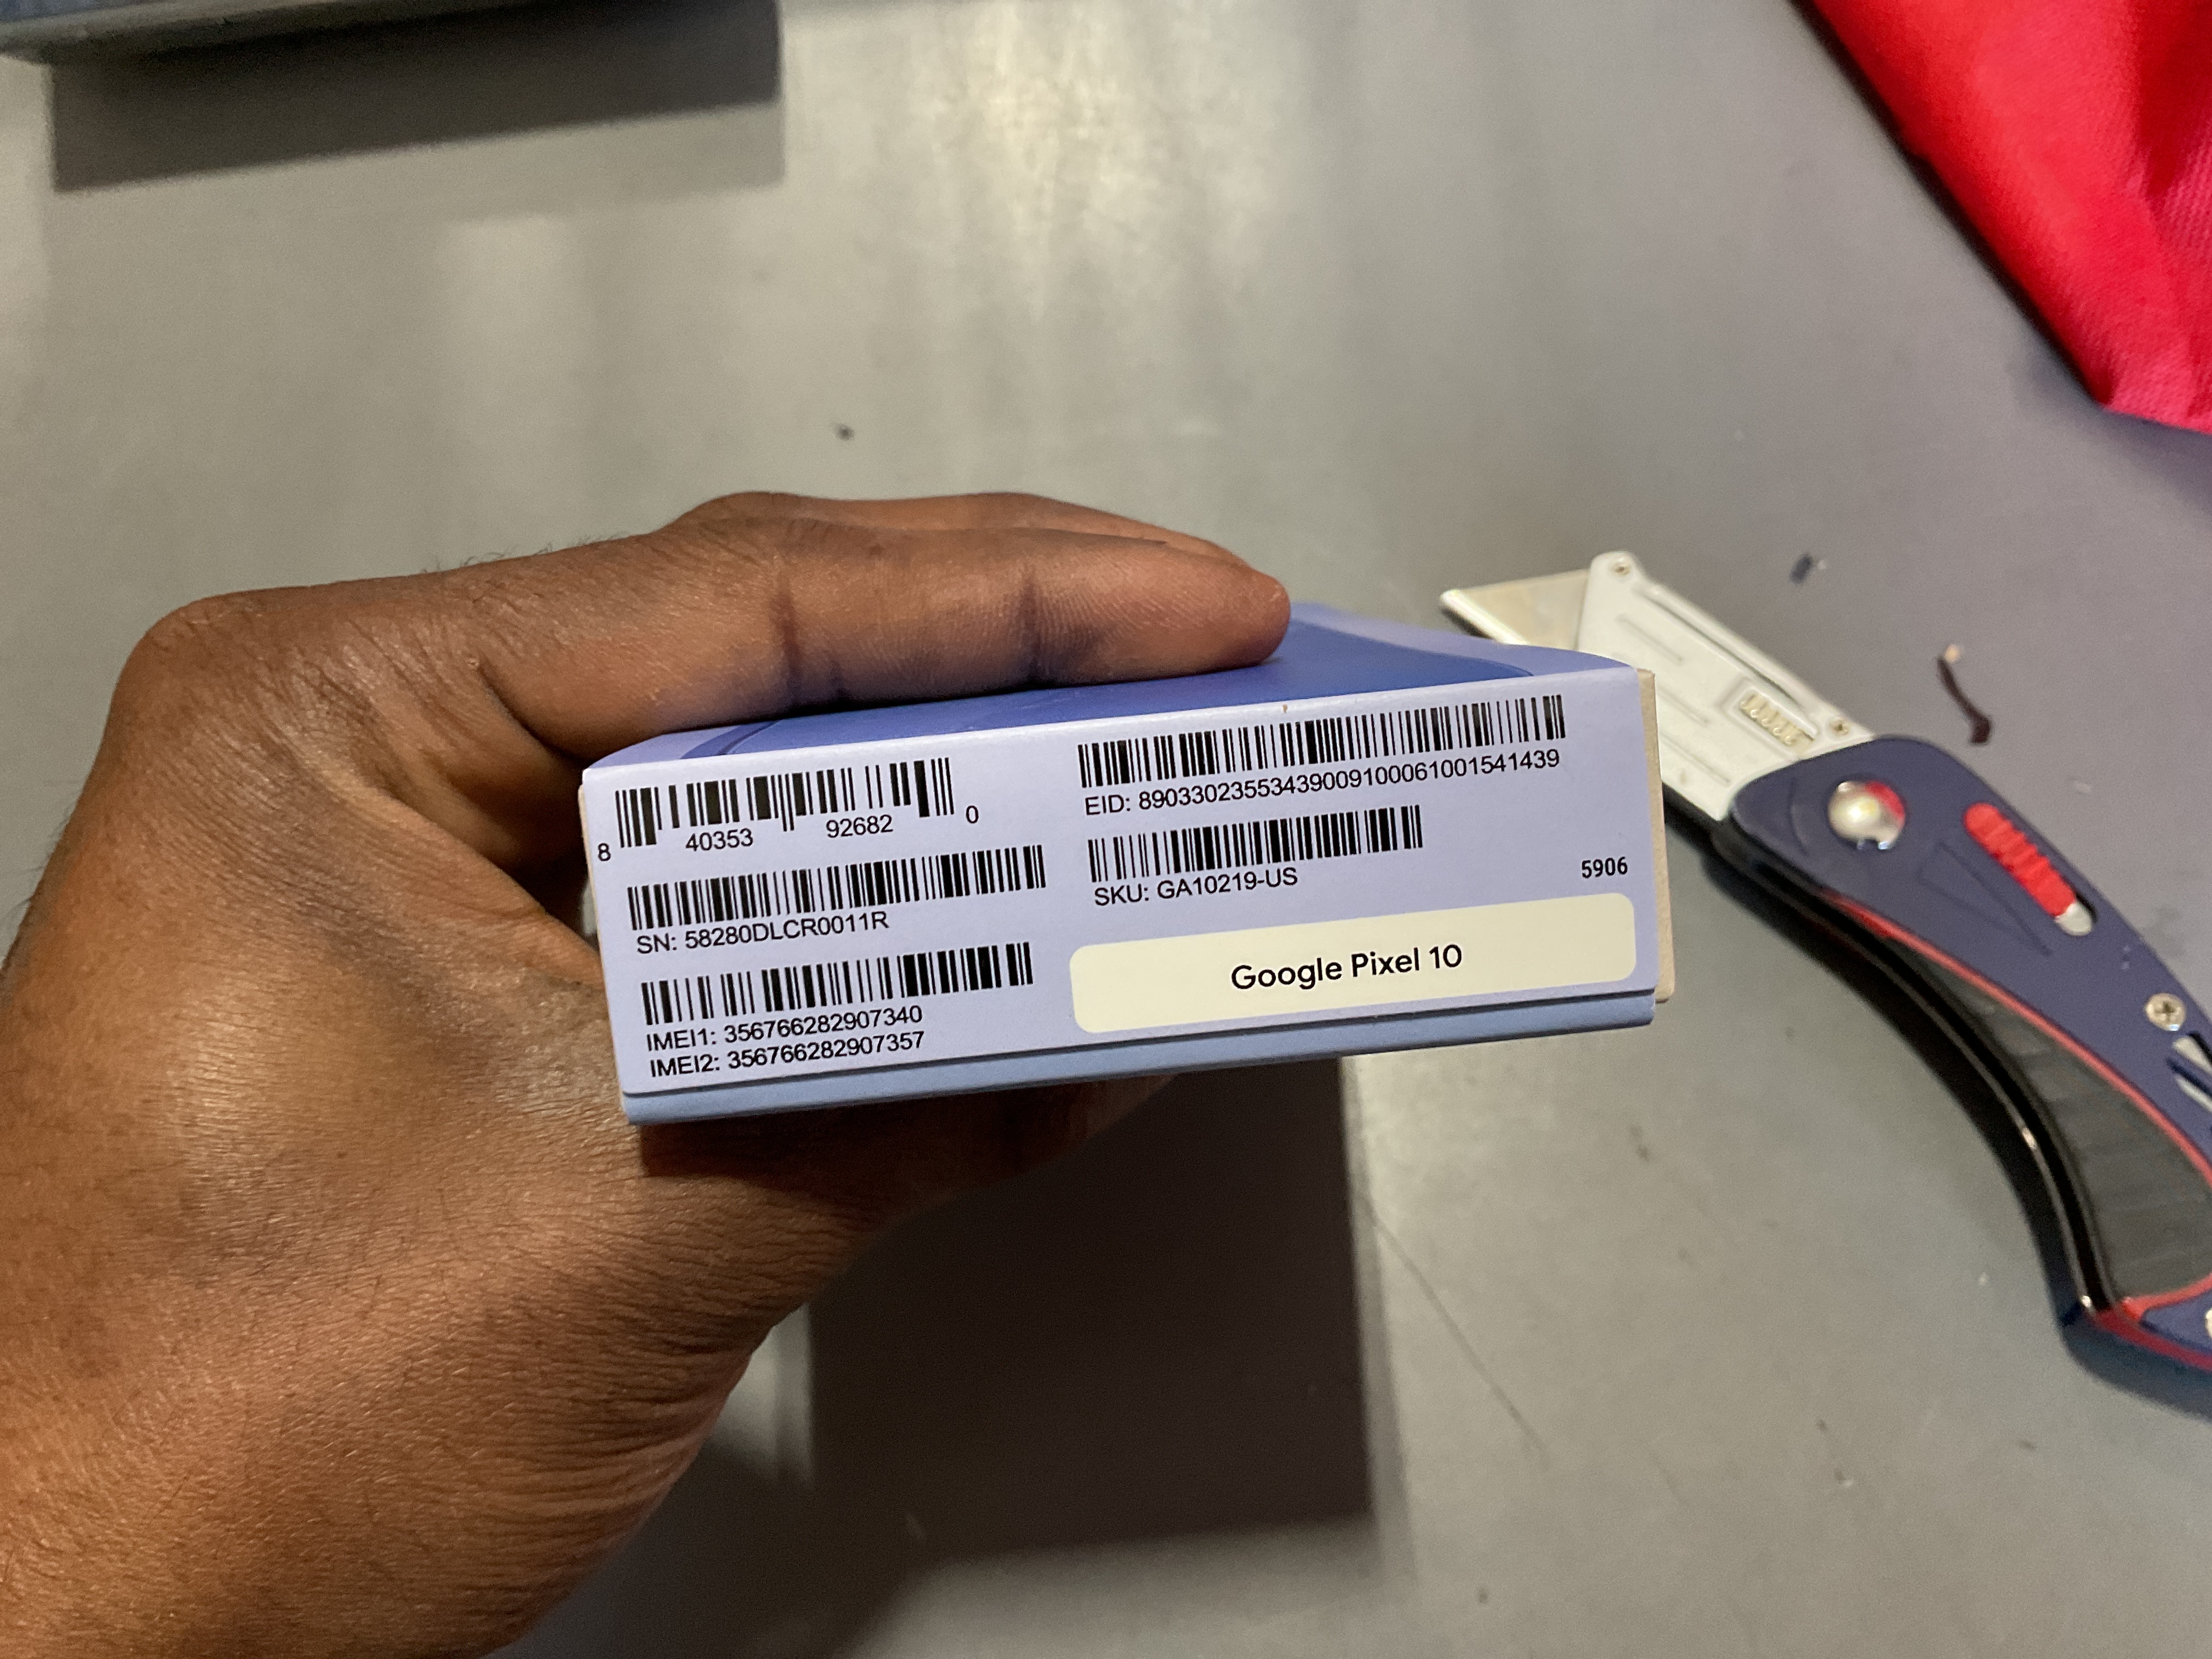 8 40353 92682 0
SN: 58280DLCR0011R
IMEI1: 356766282907340
IMEI2: 356766282907357
EID: 89033023553439009100061001541439
SKU: GA10219-US
5906
Google Pixel 10